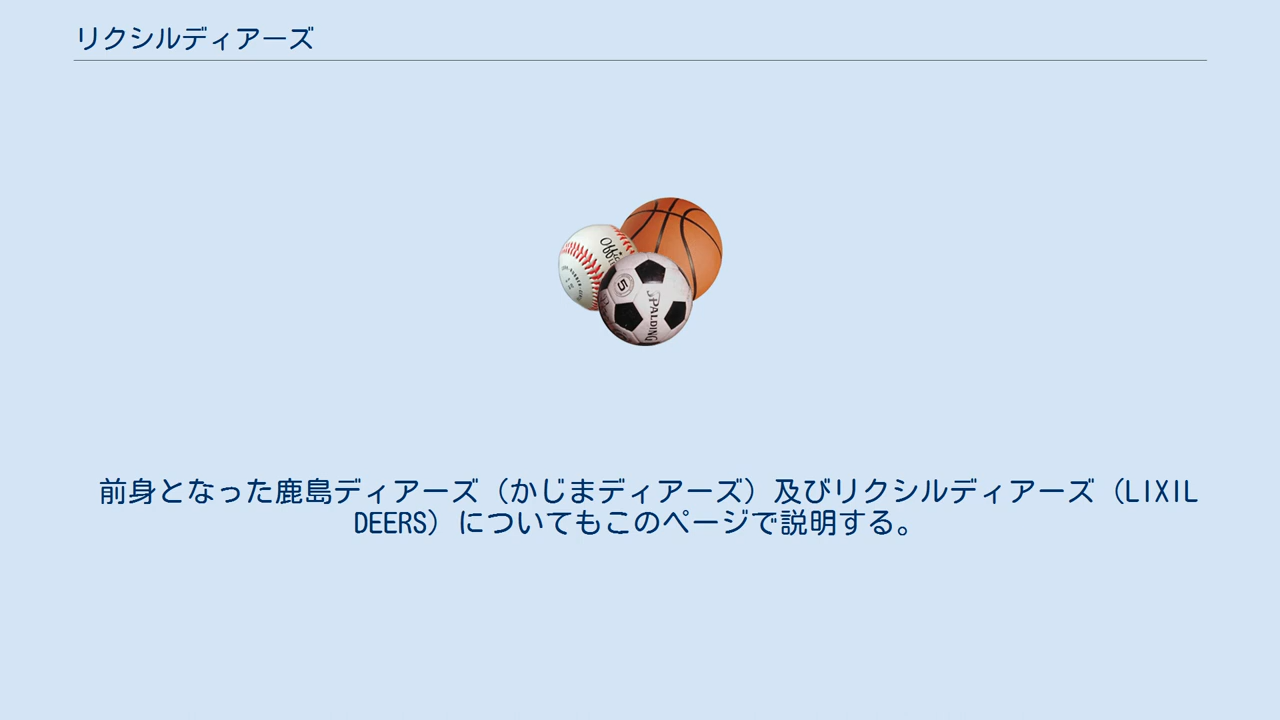 リクシルディアーズ
Offi
5
SPALDING
前身となった鹿島ディアーズ（かじまディアーズ）及びリクシルディアーズ（LIXIL
DEERS）についてもこのページで説明する。